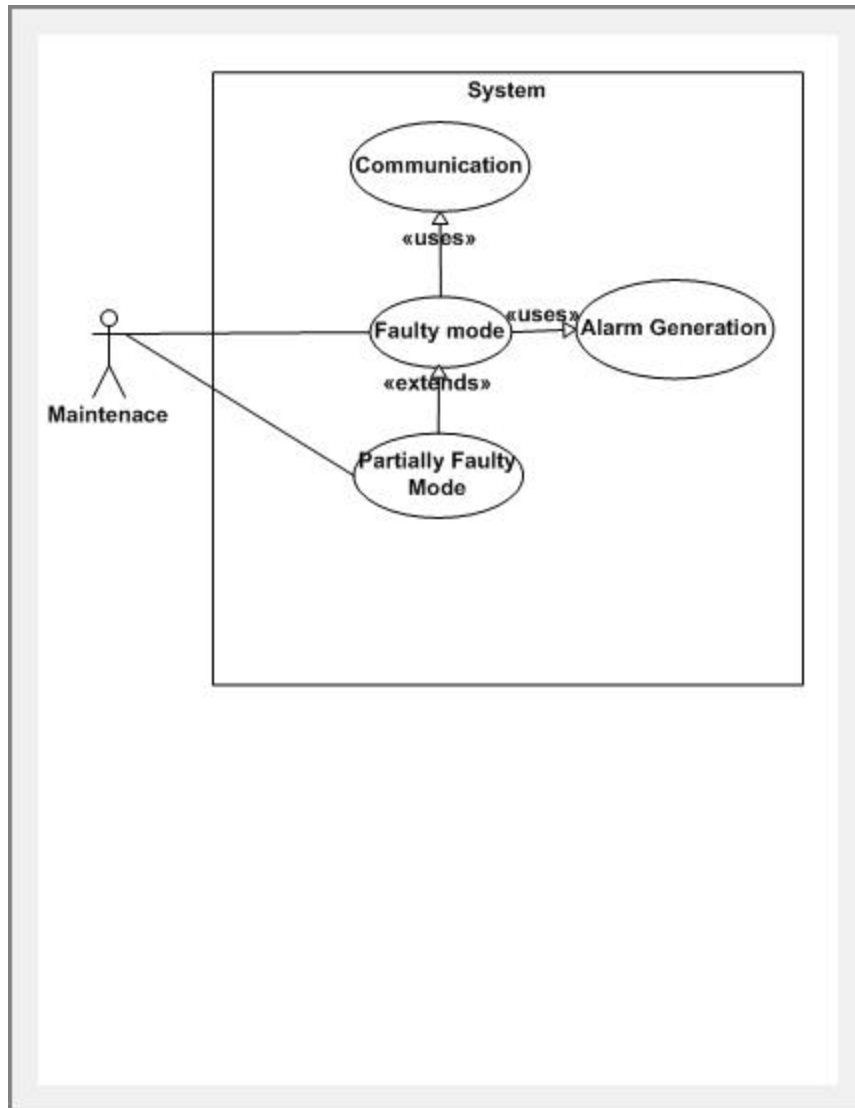 System
Communication
«uses»
Faulty mode
«uses»
Alarm Generation
«extends»
Maintenace
Partially Faulty
Mode